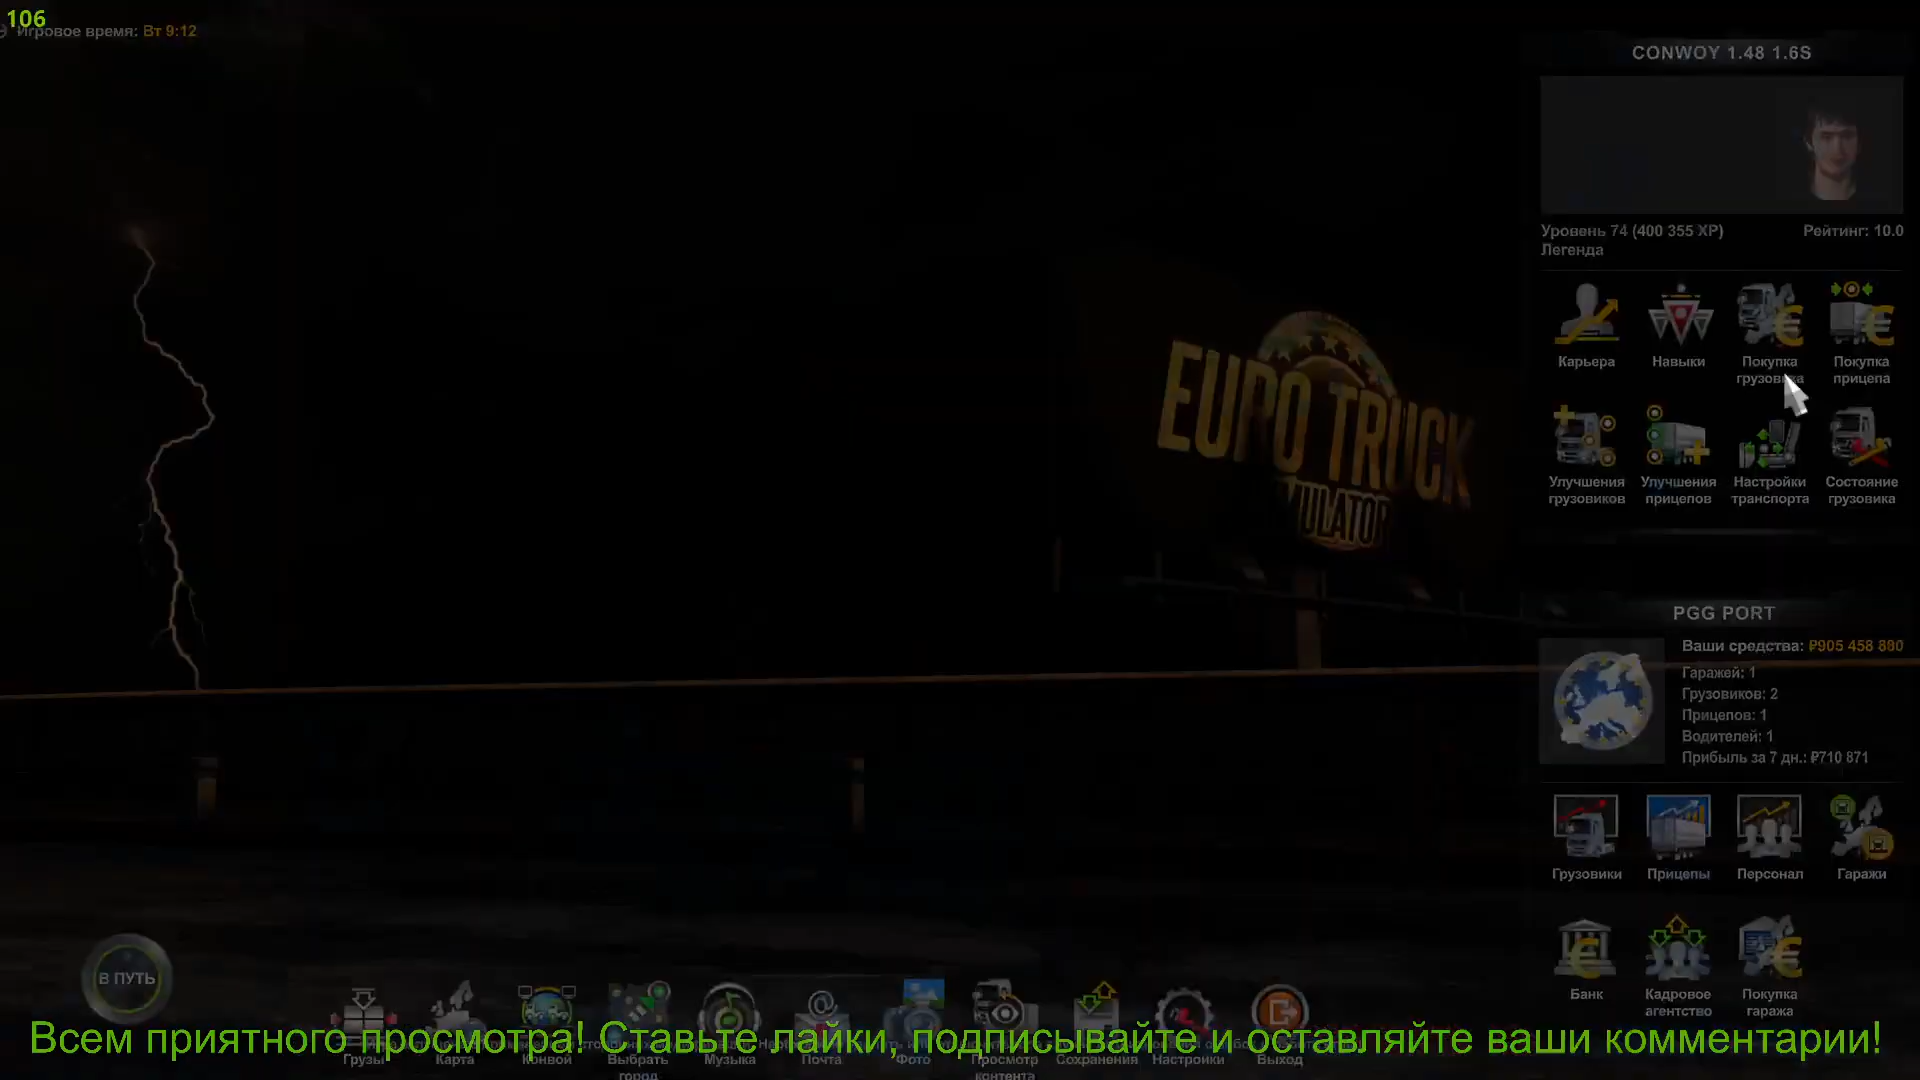 106
Игровое время: Вт 9:12
CONWOY 1.48 1.6S
Уровень 74 (400 355 XP)
Рейтинг: 10.0
Легенда
Карьера
Навыки
Покупка
грузовика
Покупка
прицепа
Улучшения
грузовиков
Улучшения
прицепов
Настройки
транспорта
Состояние
грузовика
EURO TRUCK
PGG PORT
Ваши средства: ₽905 458 880
Гаражей: 1
Грузовиков: 2
Прицепов: 1
Водителей: 1
Прибыль за 7 дн.: ₽710 871
Грузовики
Прицепы
Персонал
Гаражи
Банк
Кадровое
агентство
Покупка
гаража
В ПУТЬ
Всем приятного просмотра! Ставьте лайки, подписывайте и оставляйте ваши комментарии!
Грузы
Карта
Конвой
Выбрать
город
Музыка
Почта
Фото
Просмотр
контента
Сохранения
Настройки
Выход